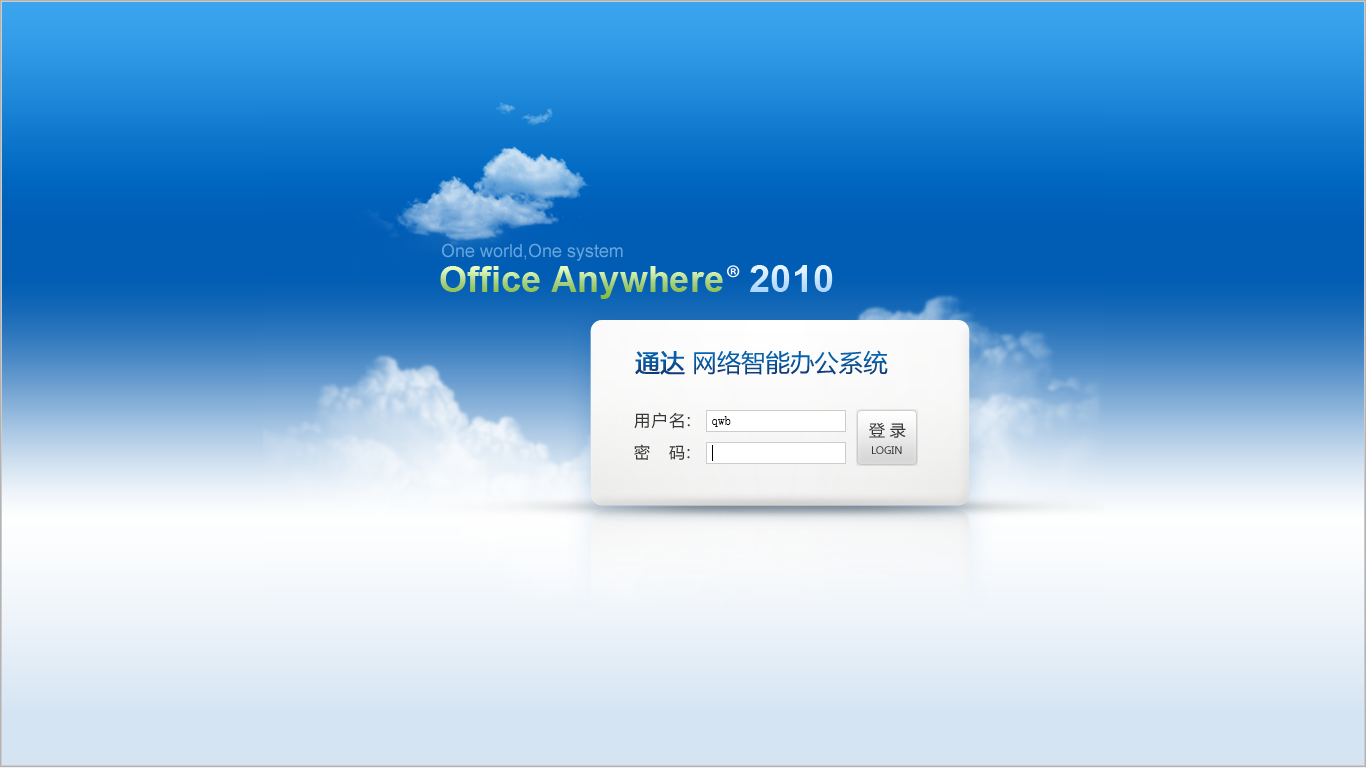 One world,One system
Office Anywhere® 2010
通达 网络智能办公系统
用户名： qwb
密 码：
登 录
LOGIN